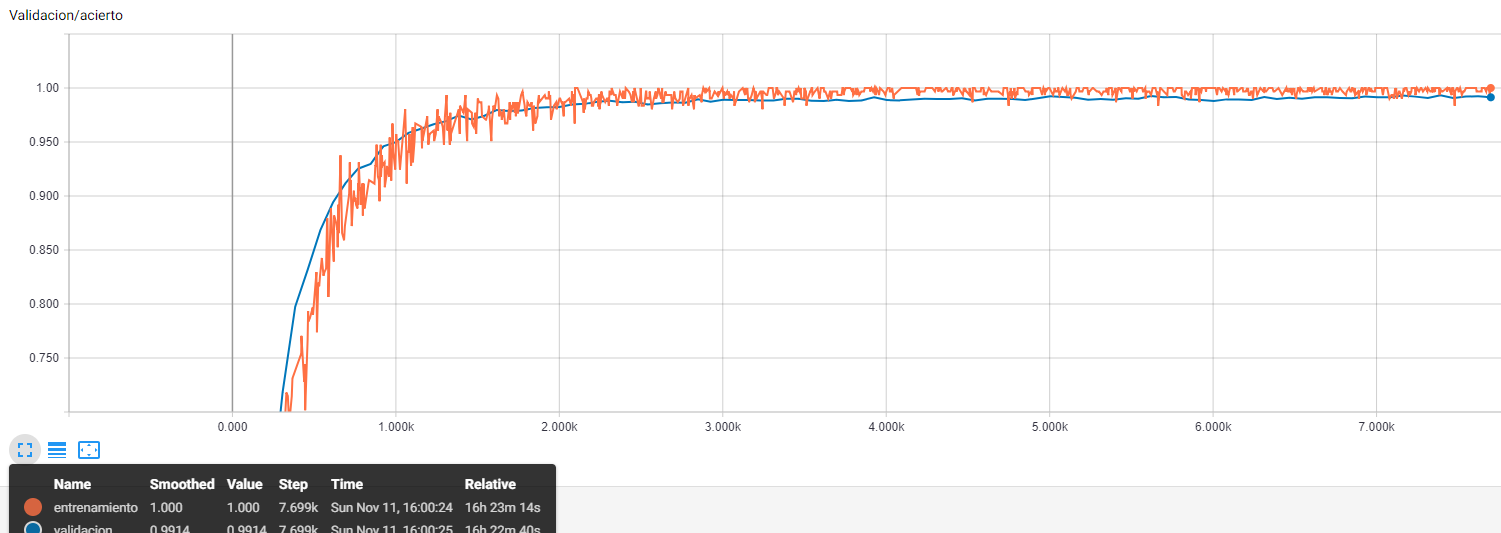 Validacion/acierto
1.00
0.950
0.900
0.850
0.800
0.750
0.000 1.000k 2.000k 3.000k 4.000k 5.000k 6.000k 7.000k
Name Smoothed Value Step Time Relative
entrenamiento 1.000 1.000 7.699k Sun Nov 11, 16:00:24 16h 23m 14s
validacion 0.9914 0.9914 7.699k Sun Nov 11, 16:00:25 16h 22m 40s